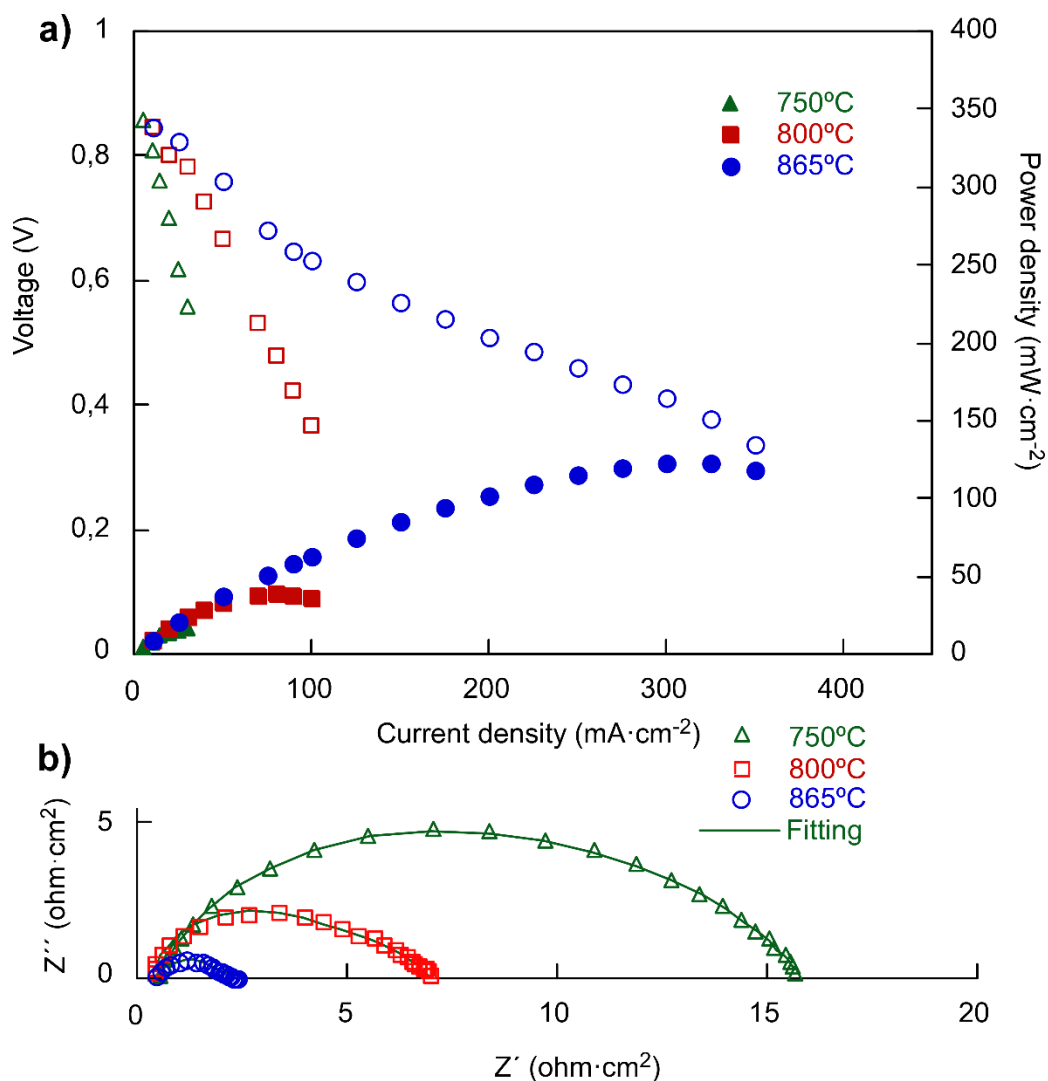 a)
1
0,8
0,6
0,4
0,2
0
Voltage (V)
400
350
300
250
200
150
100
50
0
Power density (mW·cm-2)
750ºC
800ºC
865ºC
0
100
200
300
400
Current density (mA·cm-2)
b)
750ºC
800ºC
865ºC
Fitting
5
0
Z´´ (ohm·cm2)
0
5
10
15
20
Z´ (ohm·cm2)